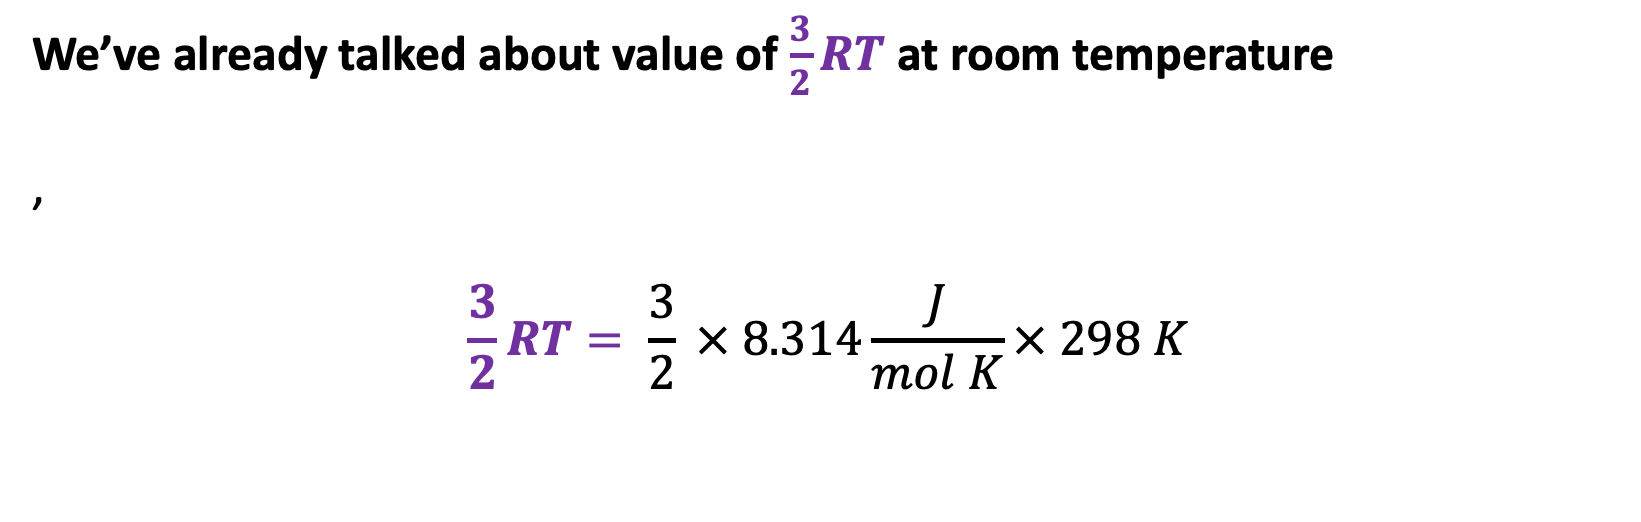 We’ve already talked about value of 3/2 RT at room temperature
,
3/2 RT = 3/2 × 8.314 J/mol K × 298 K